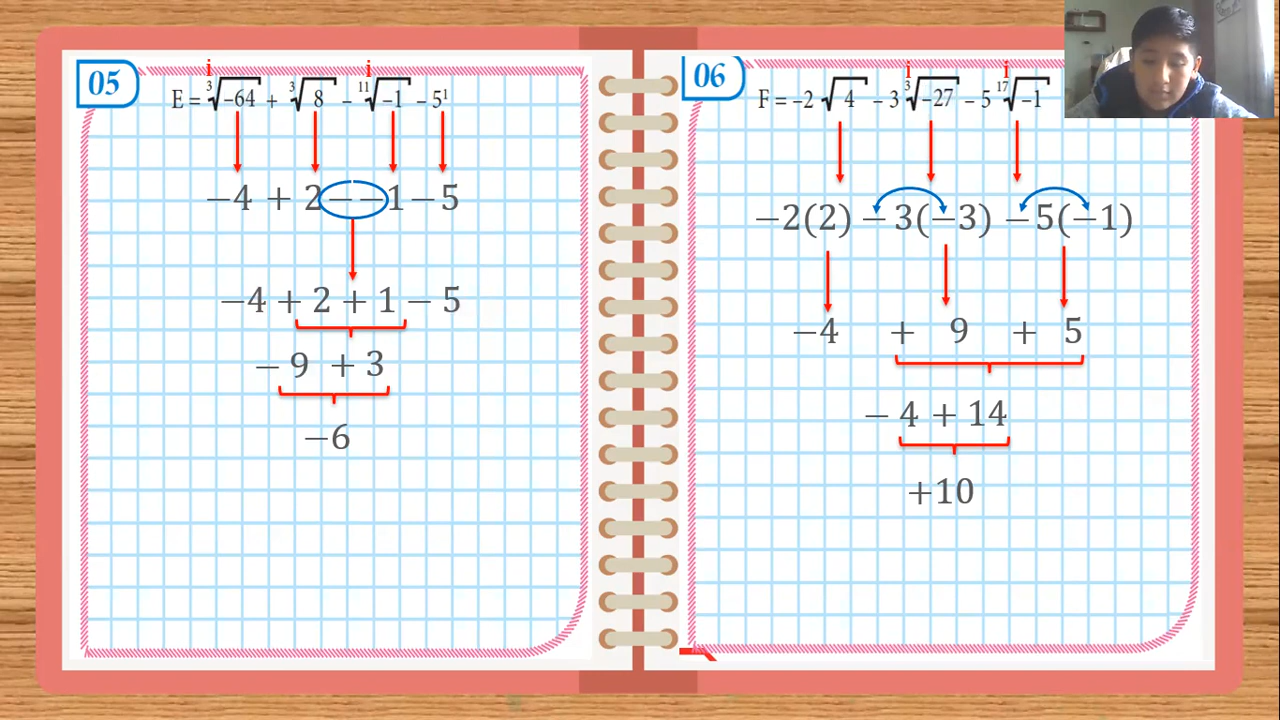 05
i i
E = ∛-64 + ∛8 - ¹¹√-1 - 5¹
-4 + 2 - -1 - 5
-4 + 2 + 1 - 5
- 9 + 3
-6
06
i i
F = -2 √4 - 3 ∛-27 - 5 ¹⁷√-1
-2(2) - 3(-3) - 5(-1)
-4 + 9 + 5
- 4 + 14
+10